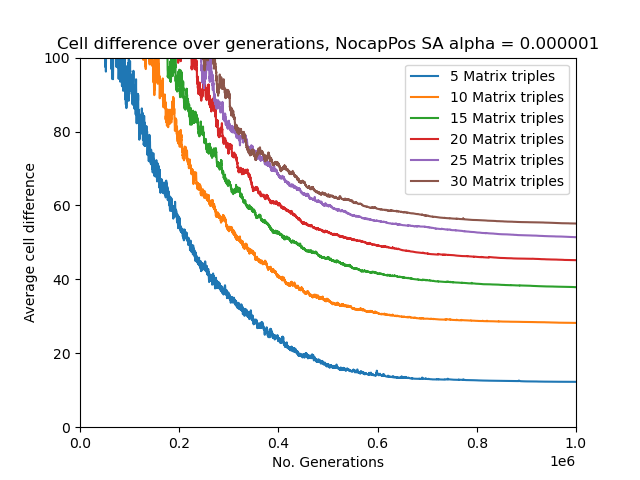 Cell difference over generations, NocapPos SA alpha = 0.000001
100
80
60
40
20
0
Average cell difference
5 Matrix triples
10 Matrix triples
15 Matrix triples
20 Matrix triples
25 Matrix triples
30 Matrix triples
0.0 0.2 0.4 0.6 0.8 1.0
1e6
No. Generations